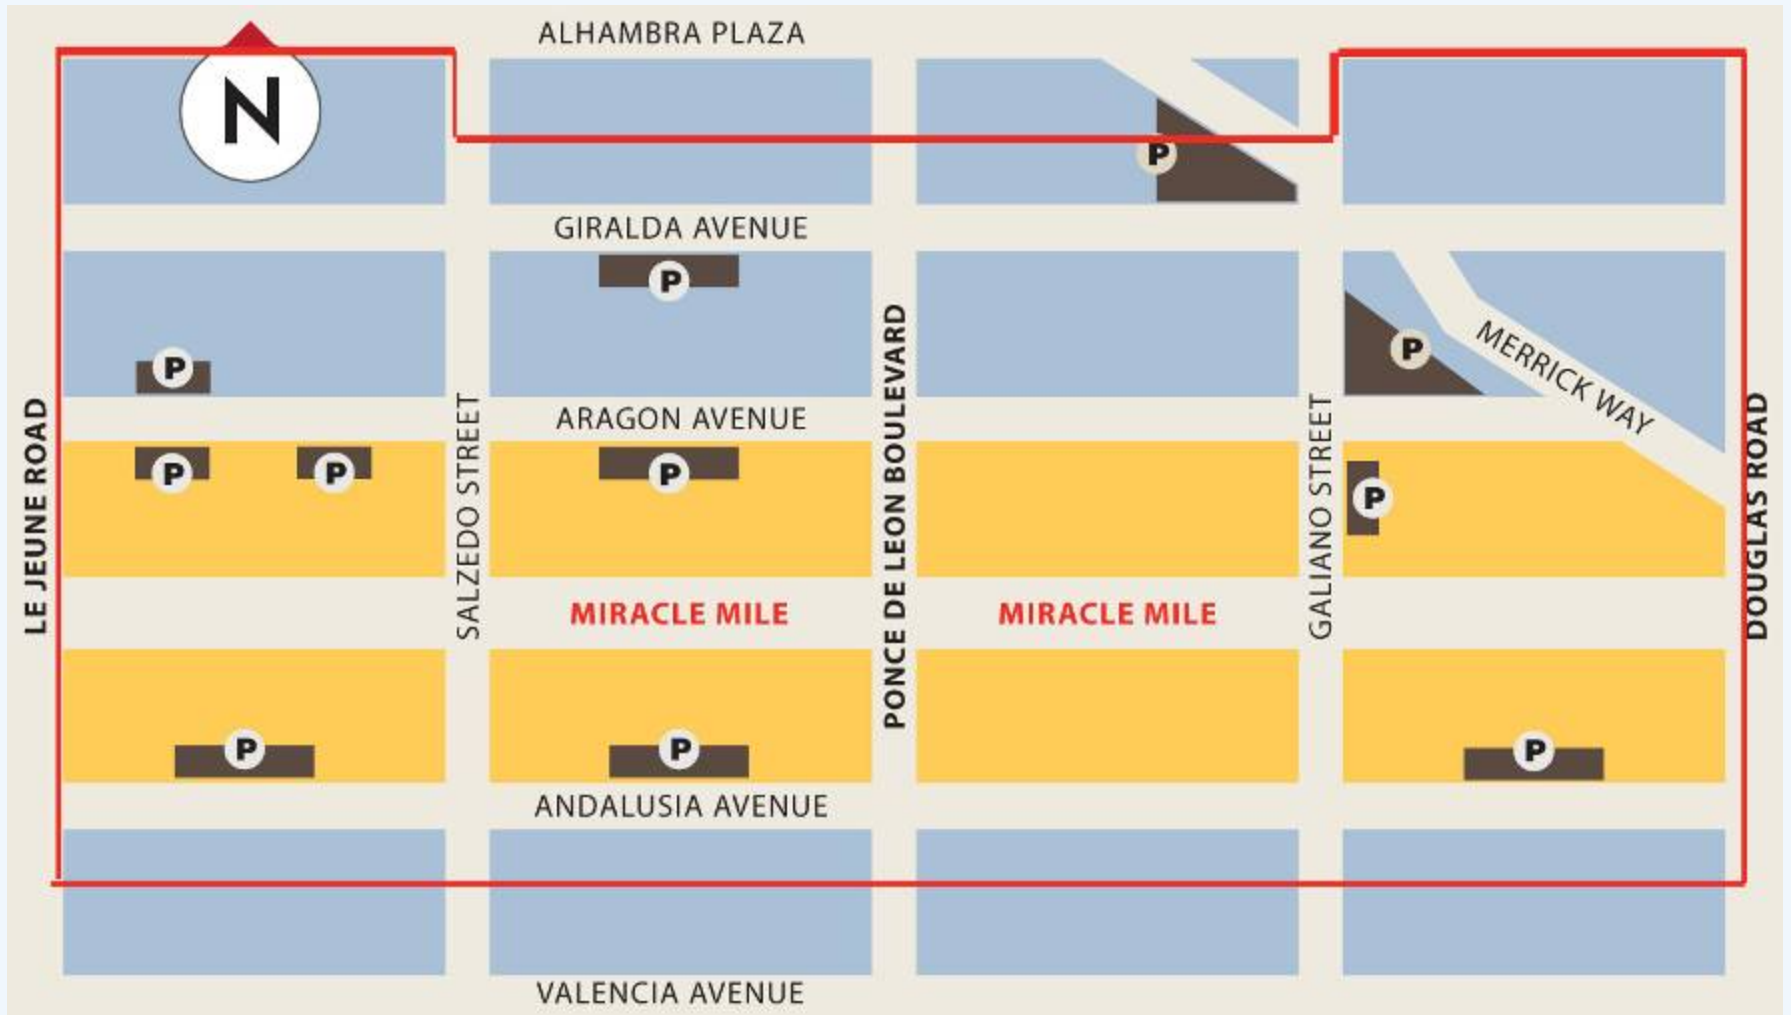 ALHAMBRA PLAZA
N
P
GIRALDA AVENUE
P
P
P
MERRICK WAY
ARAGON AVENUE
P
P
P
P
LE JEUNE ROAD
SALZEDO STREET
PONCE DE LEON BOULEVARD
GALIANO STREET
DOUGLAS ROAD
MIRACLE MILE
MIRACLE MILE
P
P
P
ANDALUSIA AVENUE
VALENCIA AVENUE